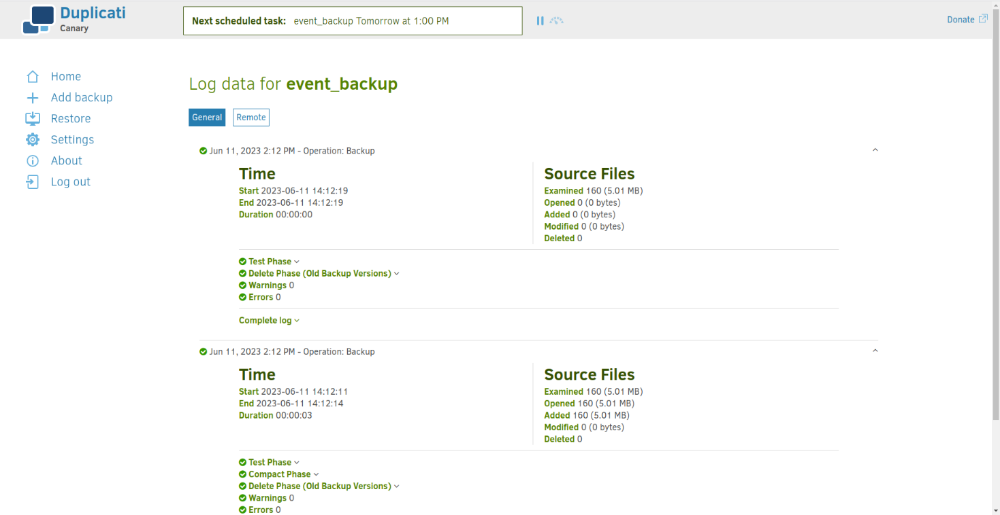 Duplicati
Canary
Next scheduled task: event_backup Tomorrow at 1:00 PM
Donate
Home
Add backup
Restore
Settings
About
Log out
Log data for event_backup
General Remote
Jun 11, 2023 2:12 PM - Operation: Backup
Time
Start 2023-06-11 14:12:19
End 2023-06-11 14:12:19
Duration 00:00:00
Source Files
Examined 160 (5.01 MB)
Opened 0 (0 bytes)
Added 0 (0 bytes)
Modified 0 (0 bytes)
Deleted 0
Test Phase
Delete Phase (Old Backup Versions)
Warnings 0
Errors 0
Complete log
Jun 11, 2023 2:12 PM - Operation: Backup
Time
Start 2023-06-11 14:12:11
End 2023-06-11 14:12:14
Duration 00:00:03
Source Files
Examined 160 (5.01 MB)
Opened 160 (5.01 MB)
Added 160 (5.01 MB)
Modified 0 (0 bytes)
Deleted 0
Test Phase
Compact Phase
Delete Phase (Old Backup Versions)
Warnings 0
Errors 0